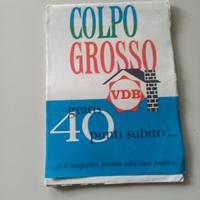 COLPO
GROSSO
VDB
gratis
40 punti subito!....
...Un simpatico premio alla Sua fedeltà